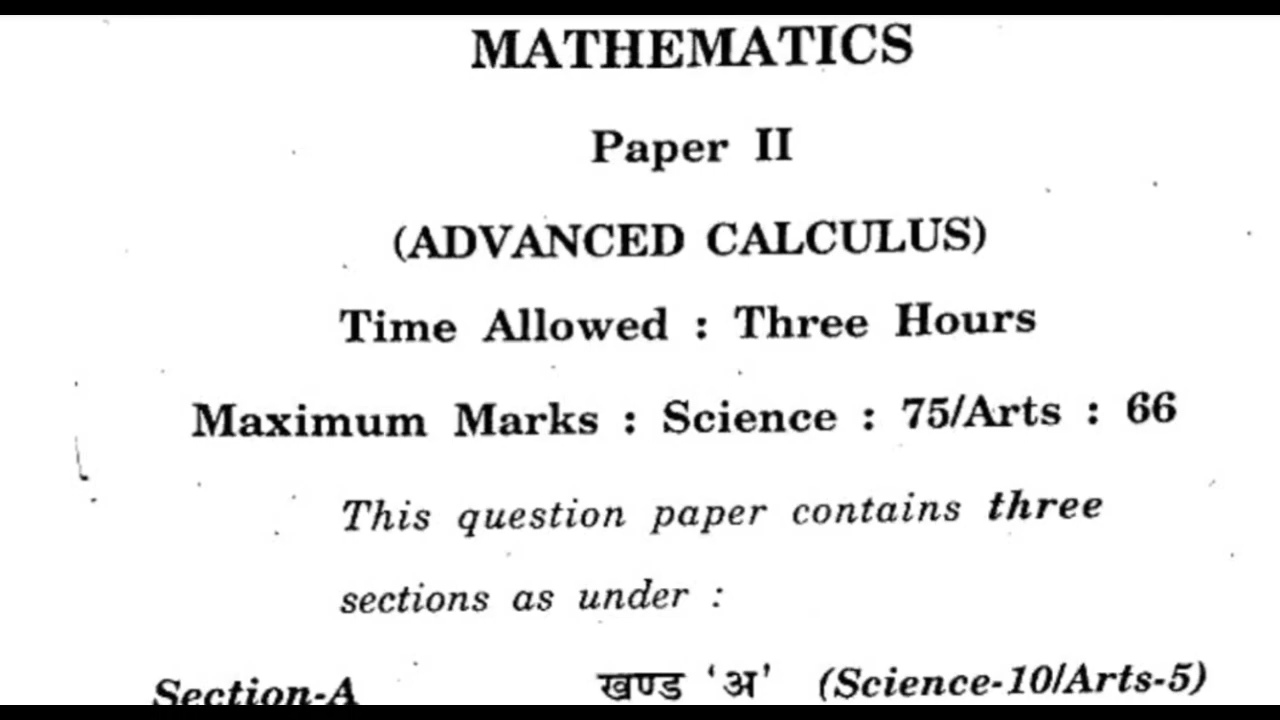 MATHEMATICS
Paper II
(ADVANCED CALCULUS)
Time Allowed : Three Hours
Maximum Marks : Science : 75/Arts : 66
This question paper contains three
sections as under :
Section-A खण्ड 'अ' (Science-10/Arts-5)